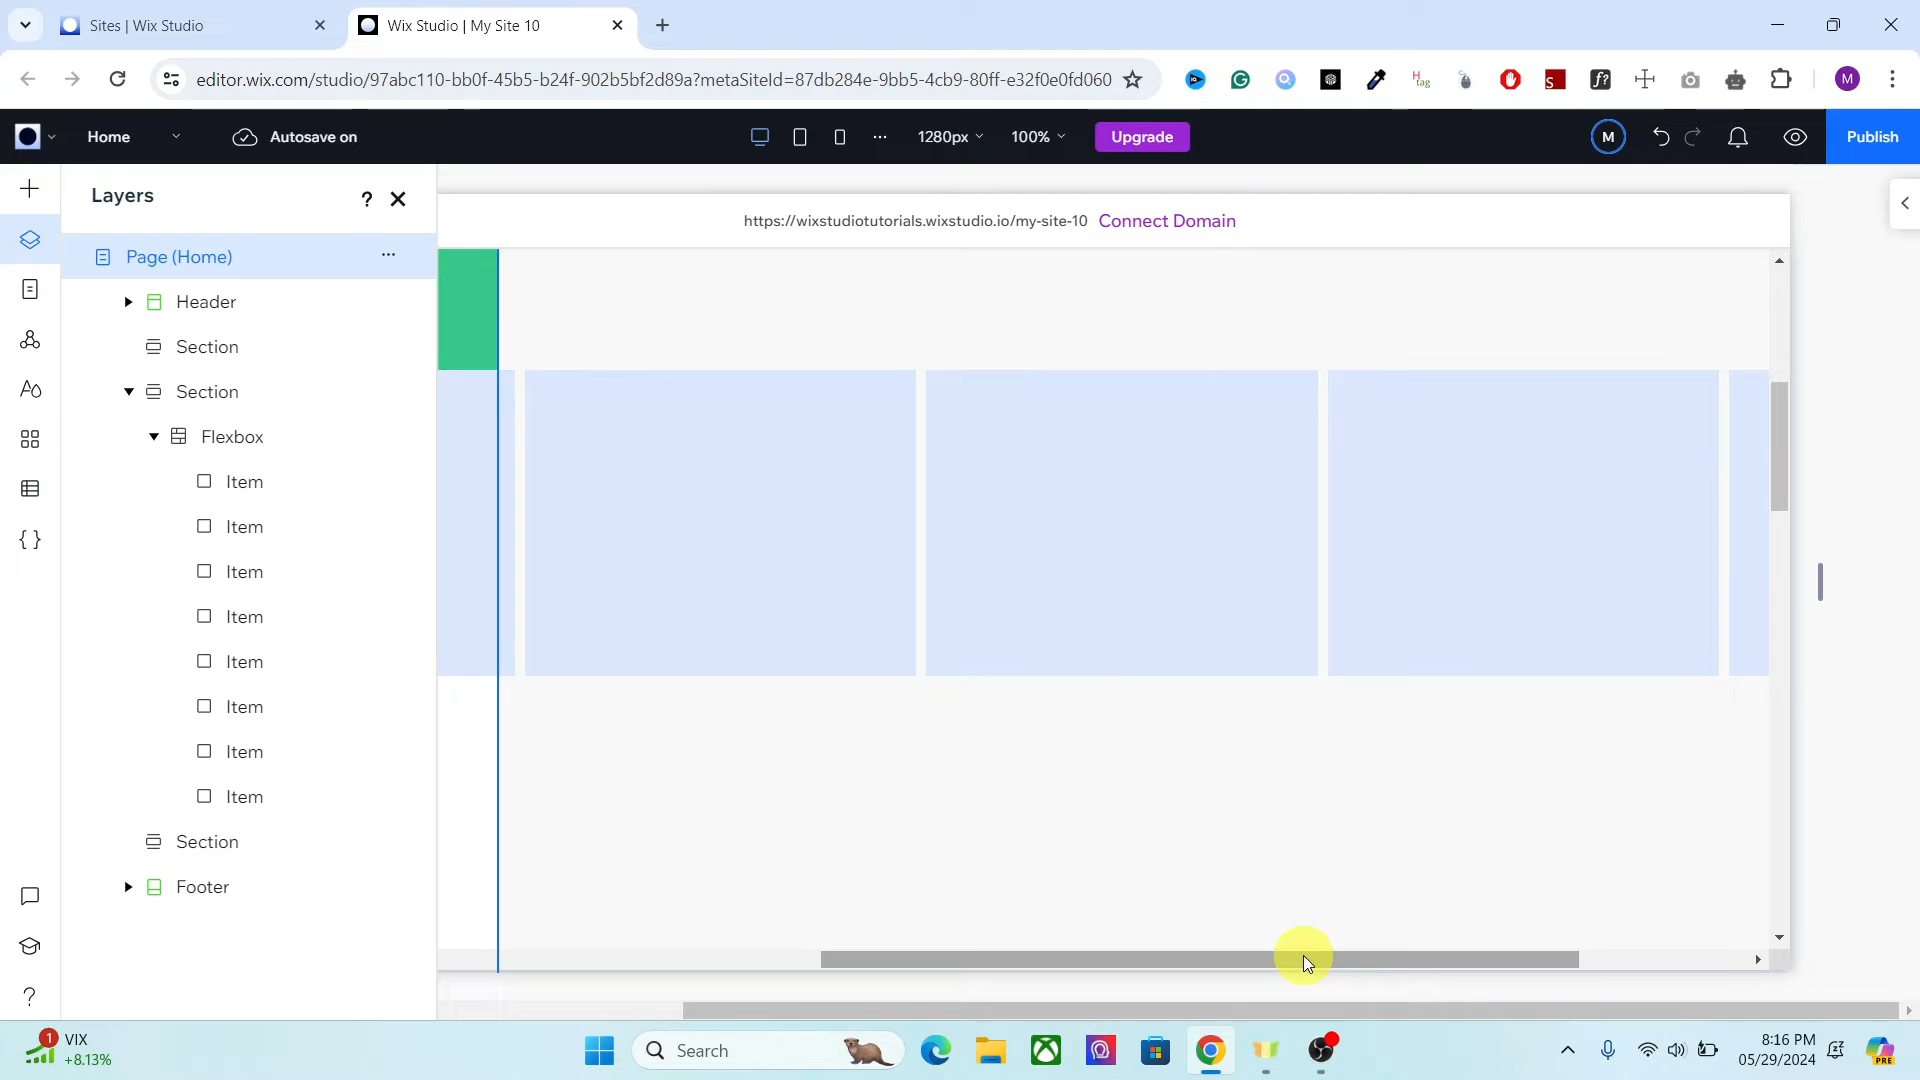 Sites | Wix Studio
Wix Studio | My Site 10
editor.wix.com/studio/97abc110-bb0f-45b5-b24f-902b5bf2d89a?metaSiteId=87db284e-9bb5-4cb9-80ff-e32f0e0fd060
H
tag
f?
M
Home
Autosave on
1280px
100%
Upgrade
M
Publish
Layers
?
https://wixstudiotutorials.wixstudio.io/my-site-10
Connect Domain
Page (Home)
Header
Section
Section
Flexbox
Item
Item
Item
Item
Item
Item
Item
Item
Section
Footer
1
VIX
+8.13%
Search
8:16 PM
05/29/2024
PRE